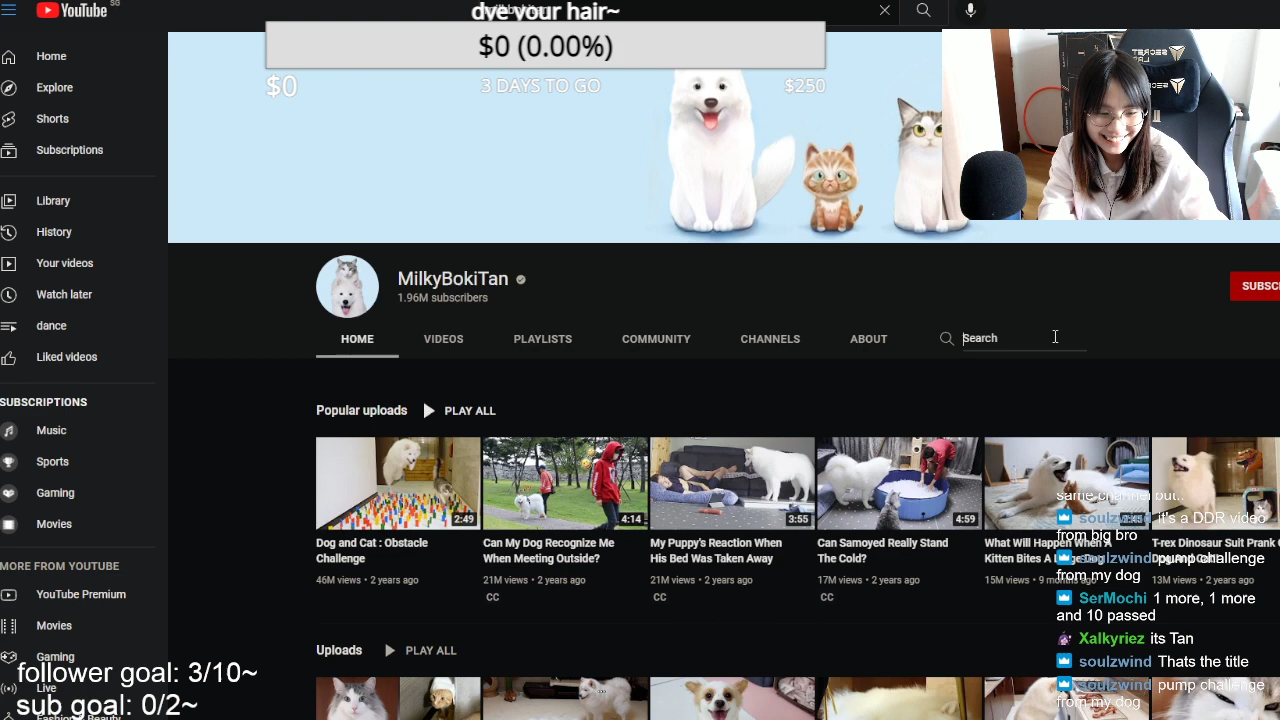 YouTube SG
dye your hair~
$0 (0.00%)
$0
3 DAYS TO GO
$250
Home
Explore
Shorts
Subscriptions
Library
History
Your videos
Watch later
dance
Liked videos
SUBSCRIPTIONS
Music
Sports
Gaming
Movies
MORE FROM YOUTUBE
YouTube Premium
Movies
Gaming
Live
follower goal: 3/10~
sub goal: 0/2~
MilkyBokiTan
1.96M subscribers
SUBSC
HOME
VIDEOS
PLAYLISTS
COMMUNITY
CHANNELS
ABOUT
Search
Popular uploads
PLAY ALL
2:49
Dog and Cat : Obstacle
Challenge
46M views • 2 years ago
4:14
Can My Dog Recognize Me
When Meeting Outside?
21M views • 2 years ago
CC
3:55
My Puppy's Reaction When
His Bed Was Taken Away
21M views • 2 years ago
CC
4:59
Can Samoyed Really Stand
The Cold?
17M views • 2 years ago
CC
What Will Happen When A
Kitten Bites A
15M views • 9 months ago
T-rex Dinosaur Suit Prank
13M views • 2 years ago
Uploads
PLAY ALL
same channel but..
soulzwind it's a DDR video
from big bro
soulzwind pump challenge
from my dog
SerMochi 1 more, 1 more
and 10 passed
Xalkyriez its Tan
soulzwind Thats the title
soulzwind pump challenge
from my dog